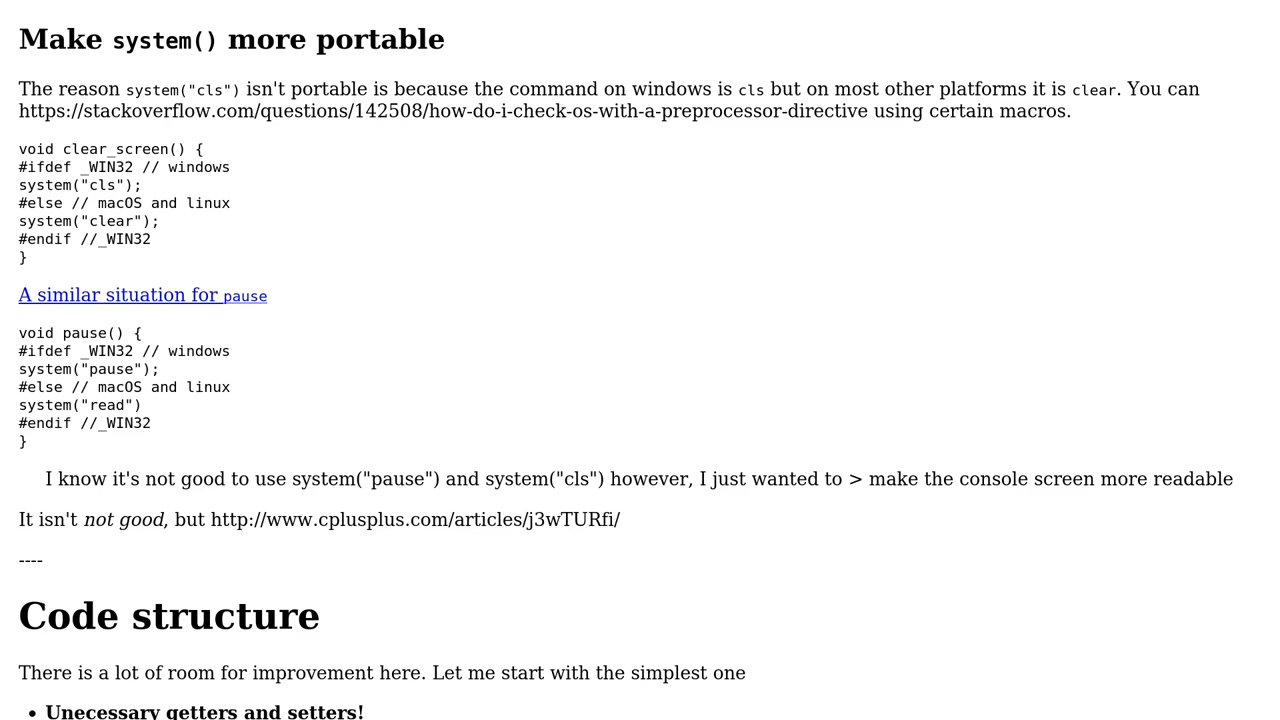 Make system() more portable
The reason system("cls") isn't portable is because the command on windows is cls but on most other platforms it is clear. You can
https://stackoverflow.com/questions/142508/how-do-i-check-os-with-a-preprocessor-directive using certain macros.
void clear_screen() {
#ifdef _WIN32 // windows
system("cls");
#else // macOS and linux
system("clear");
#endif //_WIN32
}
A similar situation for pause
void pause() {
#ifdef _WIN32 // windows
system("pause");
#else // macOS and linux
system("read")
#endif //_WIN32
}
I know it's not good to use system("pause") and system("cls") however, I just wanted to > make the console screen more readable
It isn't not good, but http://www.cplusplus.com/articles/j3wTURfi/
----
Code structure
There is a lot of room for improvement here. Let me start with the simplest one
• Unecessary getters and setters!